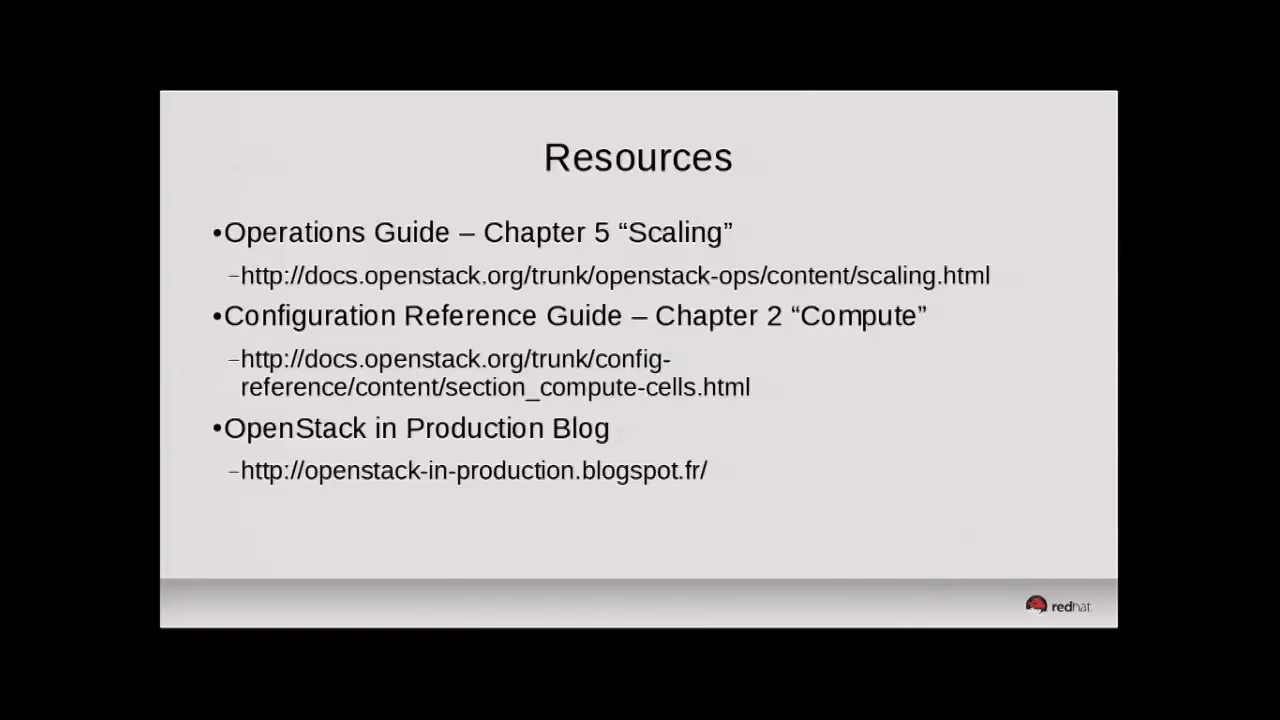 Resources
•Operations Guide – Chapter 5 “Scaling”
–http://docs.openstack.org/trunk/openstack-ops/content/scaling.html
•Configuration Reference Guide – Chapter 2 “Compute”
–http://docs.openstack.org/trunk/config-
reference/content/section_compute-cells.html
•OpenStack in Production Blog
–http://openstack-in-production.blogspot.fr/
redhat